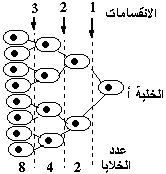 الانقسامات
1 2 3
الخلية أ
عدد
الخلايا
2 4 8